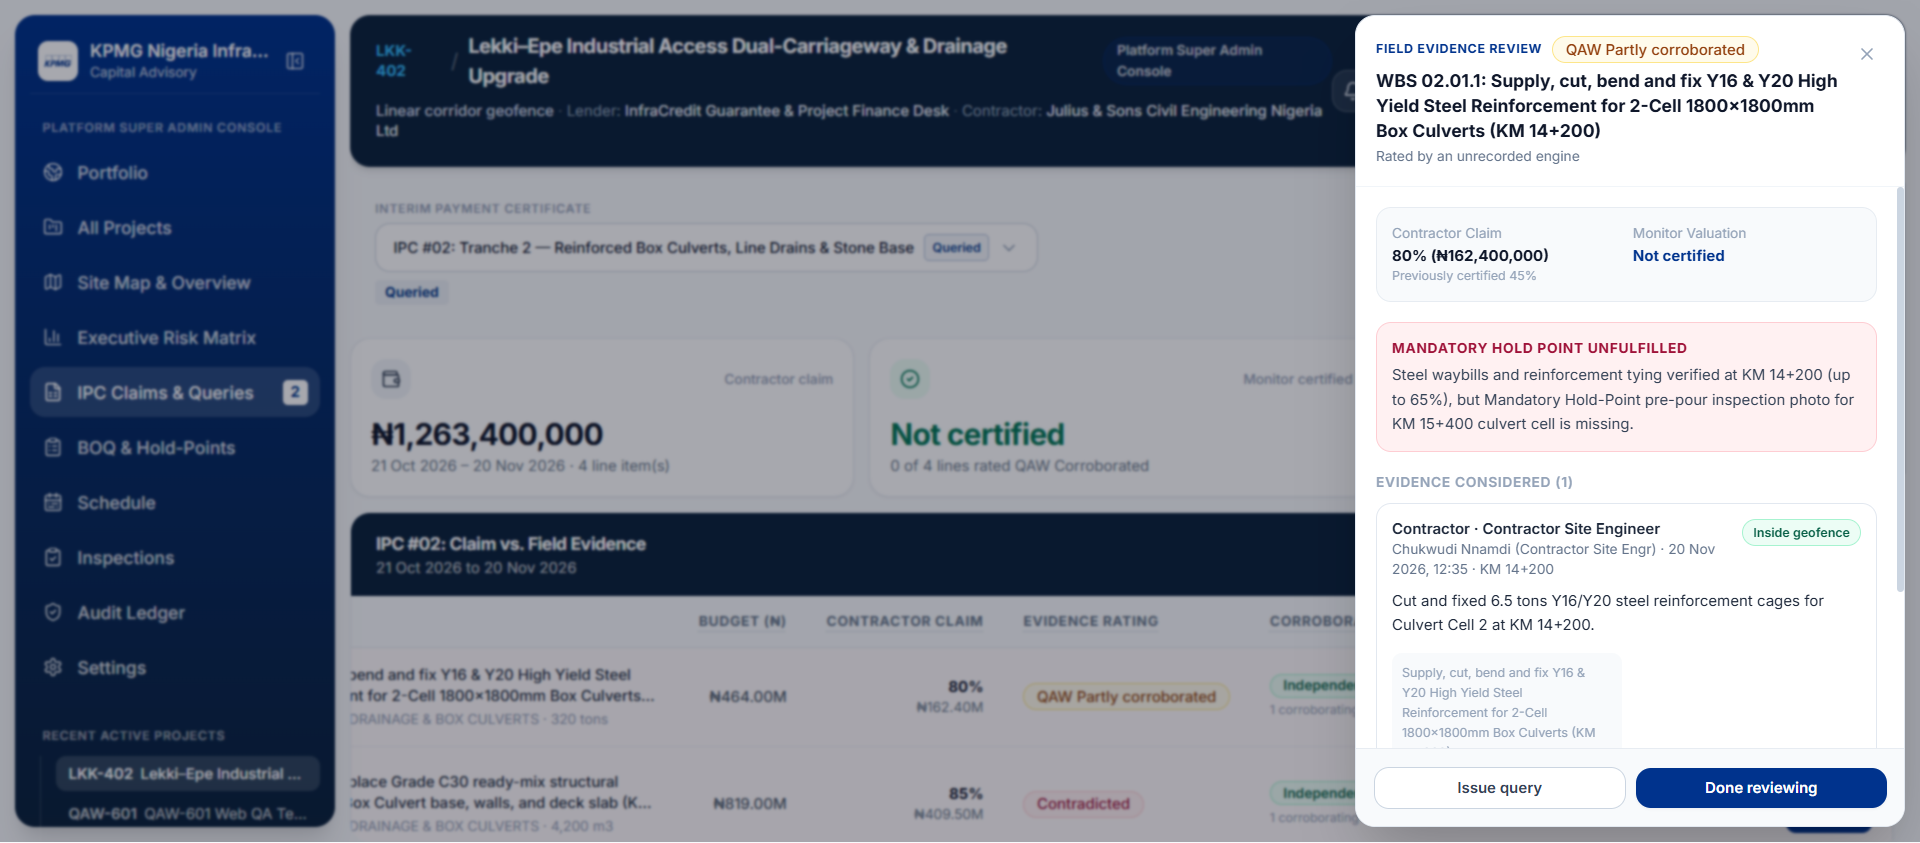 KPMG Nigeria Infra...
Capital Advisory
PLATFORM SUPER ADMIN CONSOLE
Portfolio
All Projects
Site Map & Overview
Executive Risk Matrix
IPC Claims & Queries
2
BOQ & Hold-Points
Schedule
Inspections
Audit Ledger
Settings
RECENT ACTIVE PROJECTS
LKK-402 Lekki–Epe Industrial ...
QAW-601 QAW-601 Web QA Te...
LKK-
402
/
Lekki–Epe Industrial Access Dual-Carriageway & Drainage
Upgrade
Platform Super Admin
Console
Linear corridor geofence · Lender: InfraCredit Guarantee & Project Finance Desk · Contractor: Julius & Sons Civil Engineering Nigeria
Ltd
INTERIM PAYMENT CERTIFICATE
IPC #02: Tranche 2 — Reinforced Box Culverts, Line Drains & Stone Base
Queried
Queried
Contractor claim
₦1,263,400,000
21 Oct 2026 – 20 Nov 2026 · 4 line item(s)
Monitor certified
Not certified
0 of 4 lines rated QAW Corroborated
IPC #02: Claim vs. Field Evidence
21 Oct 2026 to 20 Nov 2026
BUDGET (₦)
CONTRACTOR CLAIM
EVIDENCE RATING
CORROBOR
bend and fix Y16 & Y20 High Yield Steel
nt for 2-Cell 1800×1800mm Box Culverts...
DRAINAGE & BOX CULVERTS · 320 tons
₦464.00M
80%
₦162.40M
QAW Partly corroborated
Independe
1 corroborating
place Grade C30 ready-mix structural
Box Culvert base, walls, and deck slab (K...
DRAINAGE & BOX CULVERTS · 4,200 m3
₦819.00M
85%
₦409.50M
Contradicted
Independe
1 corroborating
FIELD EVIDENCE REVIEW
QAW Partly corroborated
WBS 02.01.1: Supply, cut, bend and fix Y16 & Y20 High
Yield Steel Reinforcement for 2-Cell 1800×1800mm
Box Culverts (KM 14+200)
Rated by an unrecorded engine
Contractor Claim
80% (₦162,400,000)
Previously certified 45%
Monitor Valuation
Not certified
MANDATORY HOLD POINT UNFULFILLED
Steel waybills and reinforcement tying verified at KM 14+200 (up
to 65%), but Mandatory Hold-Point pre-pour inspection photo for
KM 15+400 culvert cell is missing.
EVIDENCE CONSIDERED (1)
Contractor · Contractor Site Engineer
Inside geofence
Chukwudi Nnamdi (Contractor Site Engr) · 20 Nov
2026, 12:35 · KM 14+200
Cut and fixed 6.5 tons Y16/Y20 steel reinforcement cages for
Culvert Cell 2 at KM 14+200.
Supply, cut, bend and fix Y16 &
Y20 High Yield Steel
Reinforcement for 2-Cell
1800×1800mm Box Culverts (KM
Issue query
Done reviewing